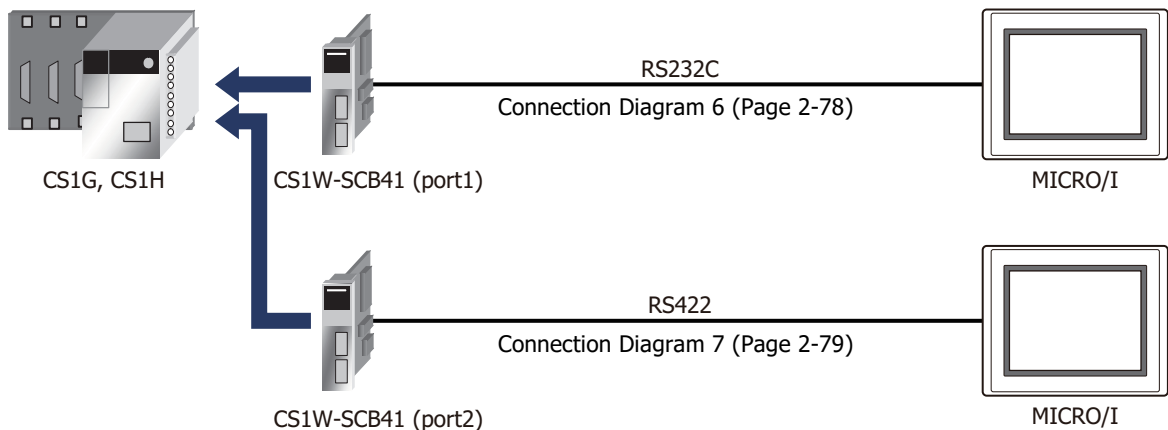 RS232C
Connection Diagram 6 (Page 2-78)
CS1G, CS1H
CS1W-SCB41 (port1)
MICRO/I
RS422
Connection Diagram 7 (Page 2-79)
CS1W-SCB41 (port2)
MICRO/I